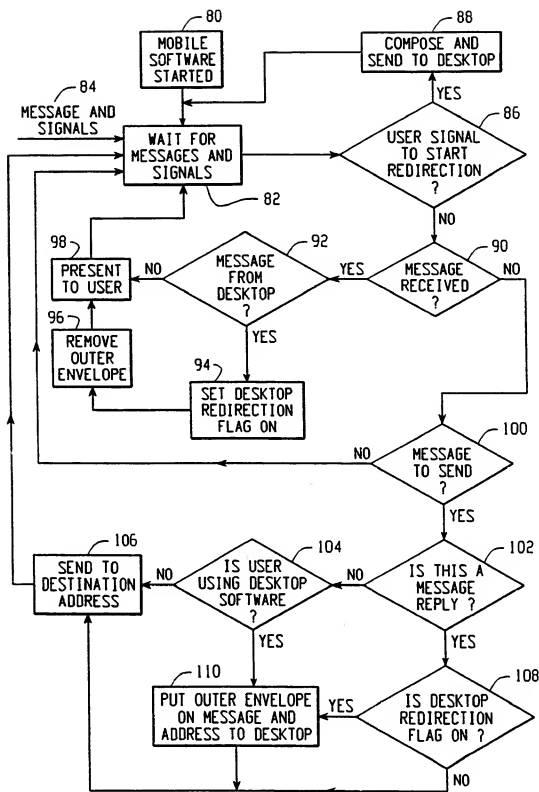 80
MOBILE
SOFTWARE
STARTED
88
COMPOSE AND
SEND TO DESKTOP
84
MESSAGE AND
SIGNALS
YES
86
WAIT FOR
MESSAGES AND
SIGNALS
82
USER SIGNAL
TO START
REDIRECTION
?
NO
98
PRESENT
TO USER
NO
92
MESSAGE
FROM
DESKTOP
?
YES
90
MESSAGE
RECEIVED
?
NO
96
REMOVE
OUTER
ENVELOPE
YES
94
SET DESKTOP
REDIRECTION
FLAG ON
100
NO
MESSAGE
TO SEND
?
YES
106
SEND TO
DESTINATION
ADDRESS
NO
104
IS USER
USING DESKTOP
SOFTWARE
?
NO
102
IS THIS A
MESSAGE
REPLY ?
YES
YES
110
PUT OUTER ENVELOPE
ON MESSAGE AND
ADDRESS TO DESKTOP
YES
108
IS DESKTOP
REDIRECTION
FLAG ON ?
NO